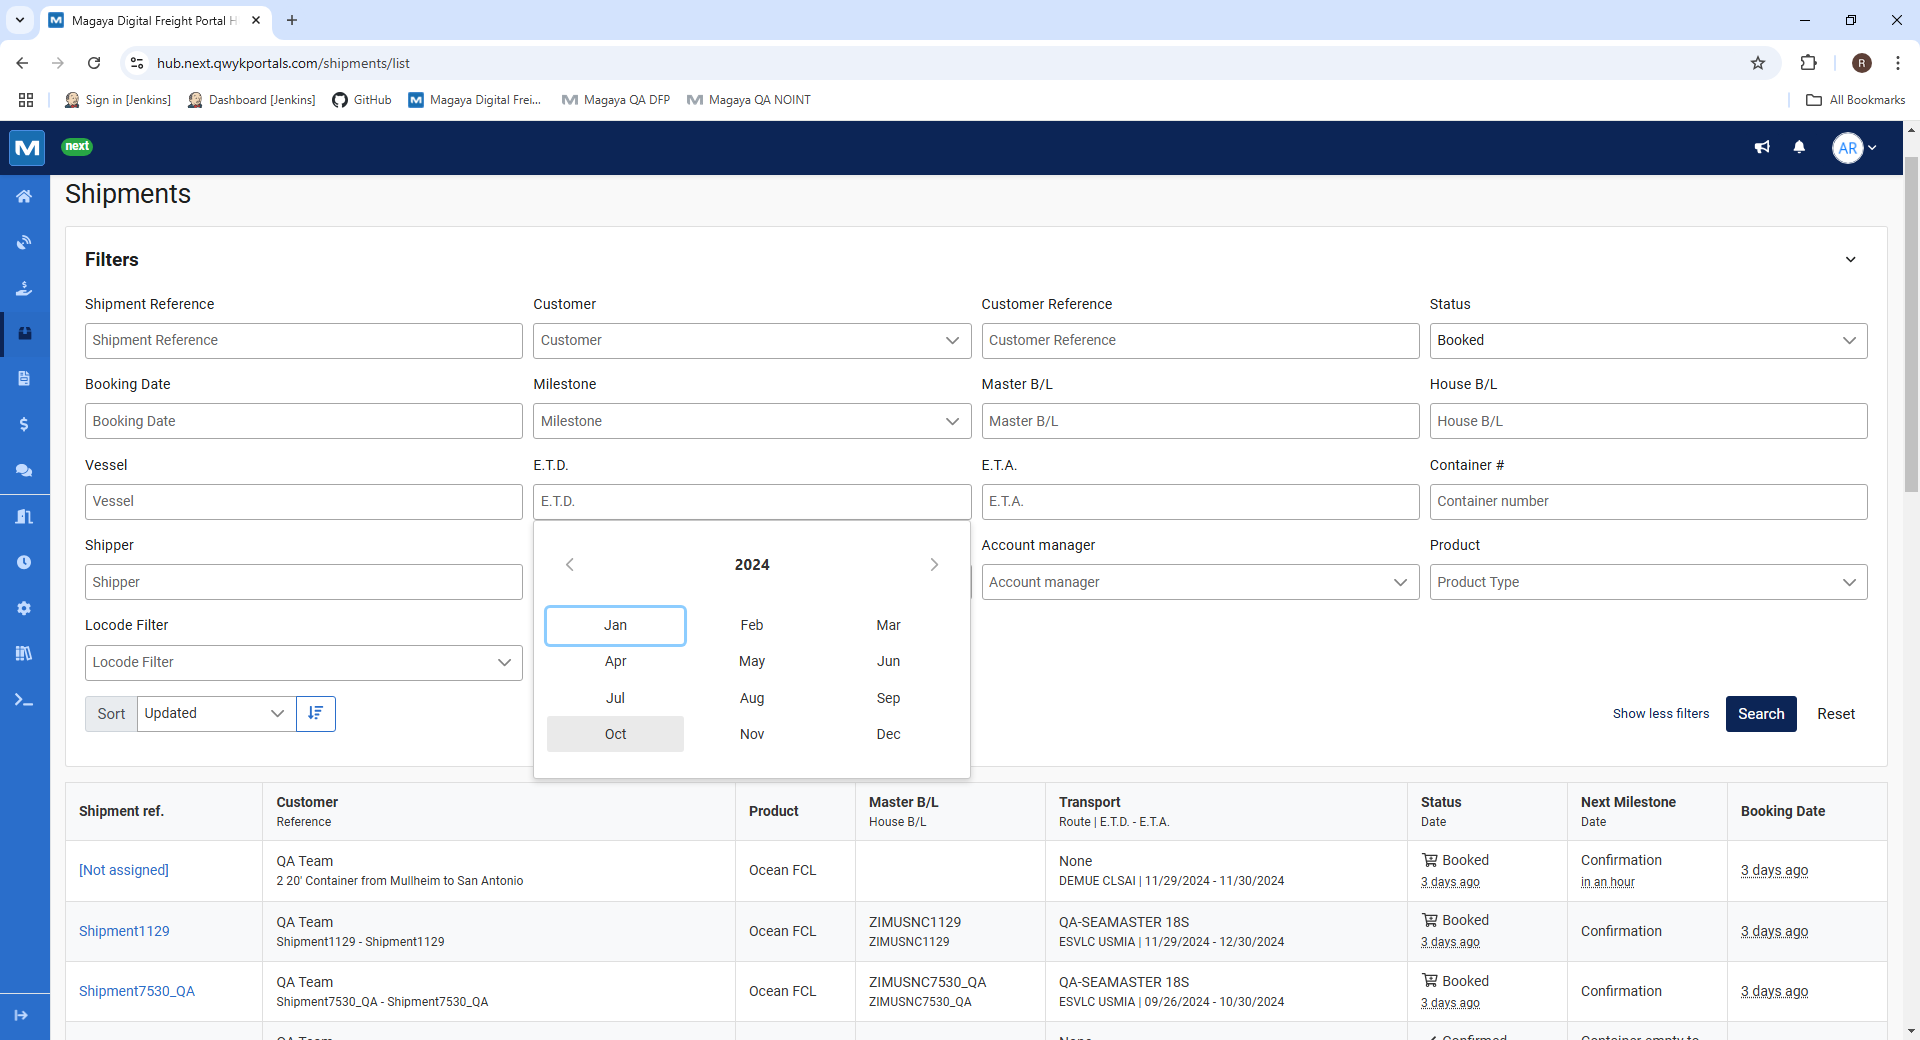 Magaya Digital Freight Portal H
hub.next.qwykportals.com/shipments/list
R
Sign in [Jenkins]
Dashboard [Jenkins]
GitHub
Magaya Digital Frei...
Magaya QA DFP
Magaya QA NOINT
All Bookmarks
next
AR
Shipments
Filters
Shipment Reference
Customer
Customer Reference
Status
Shipment Reference
Customer
Customer Reference
Booked
Booking Date
Milestone
Master B/L
House B/L
Booking Date
Milestone
Master B/L
House B/L
Vessel
E.T.D.
E.T.A.
Container #
Vessel
E.T.D.
E.T.A.
Container number
Shipper
Account manager
Product
Shipper
Account manager
Product Type
2024
Jan Feb Mar
Apr May Jun
Jul Aug Sep
Oct Nov Dec
Locode Filter
Locode Filter
Sort Updated
Show less filters
Search
Reset
Shipment ref.
Customer
Reference
Product
Master B/L
House B/L
Transport
Route | E.T.D. - E.T.A.
Status
Date
Next Milestone
Date
Booking Date
[Not assigned]
QA Team
2 20' Container from Mullheim to San Antonio
Ocean FCL
None
DEMUE CLSAI | 11/29/2024 - 11/30/2024
Booked
3 days ago
Confirmation
in an hour
3 days ago
Shipment1129
QA Team
Shipment1129 - Shipment1129
Ocean FCL
ZIMUSNC1129
ZIMUSNC1129
QA-SEAMASTER 18S
ESVLC USMIA | 11/29/2024 - 12/30/2024
Booked
3 days ago
Confirmation
3 days ago
Shipment7530_QA
QA Team
Shipment7530_QA - Shipment7530_QA
Ocean FCL
ZIMUSNC7530_QA
ZIMUSNC7530_QA
QA-SEAMASTER 18S
ESVLC USMIA | 09/26/2024 - 10/30/2024
Booked
3 days ago
Confirmation
3 days ago
QA Team
None
Confirmed
Container empty to